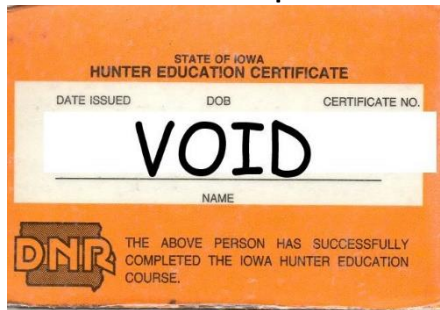 STATE OF IOWA
HUNTER EDUCATION CERTIFICATE
DATE ISSUED DOB CERTIFICATE NO.
VOID
NAME
DNR
THE ABOVE PERSON HAS SUCCESSFULLY
COMPLETED THE IOWA HUNTER EDUCATION
COURSE.